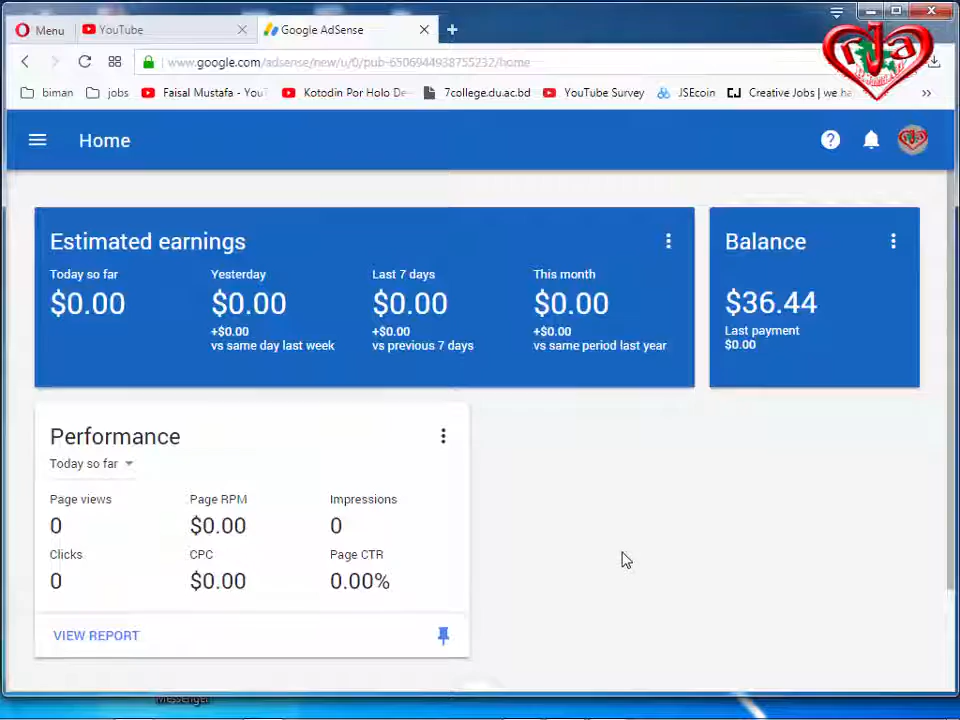 Menu
YouTube
Google AdSense
www.google.com/adsense/new/u/0/pub-6506944938755232/home
biman
jobs
Faisal Mustafa - You
Kotodin Por Holo De
7college.du.ac.bd
YouTube Survey
JSEcoin
Creative Jobs | we ha
Home
Estimated earnings
Today so far
Yesterday
Last 7 days
This month
$0.00
$0.00
$0.00
$0.00
+$0.00
+$0.00
+$0.00
vs same day last week
vs previous 7 days
vs same period last year
Balance
$36.44
Last payment
$0.00
Performance
Today so far
Page views
Page RPM
Impressions
0
$0.00
0
Clicks
CPC
Page CTR
0
$0.00
0.00%
VIEW REPORT
Messenger